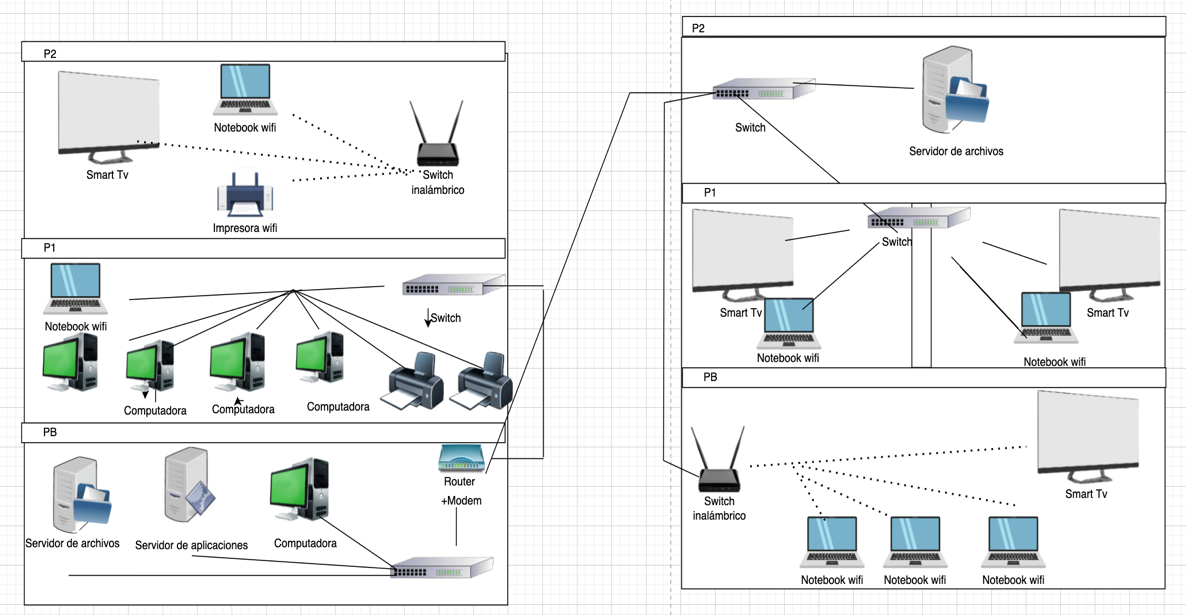 P2
Notebook wifi
Smart Tv
Switch
inalámbrico
Impresora wifi
P1
Notebook wifi
Switch
Computadora
Computadora
Computadora
PB
Router
+Modem
Servidor de archivos
Servidor de aplicaciones
Computadora
P2
Switch
Servidor de archivos
P1
Switch
Smart Tv
Smart Tv
Notebook wifi
Notebook wifi
PB
Smart Tv
Switch
inalámbrico
Notebook wifi
Notebook wifi
Notebook wifi